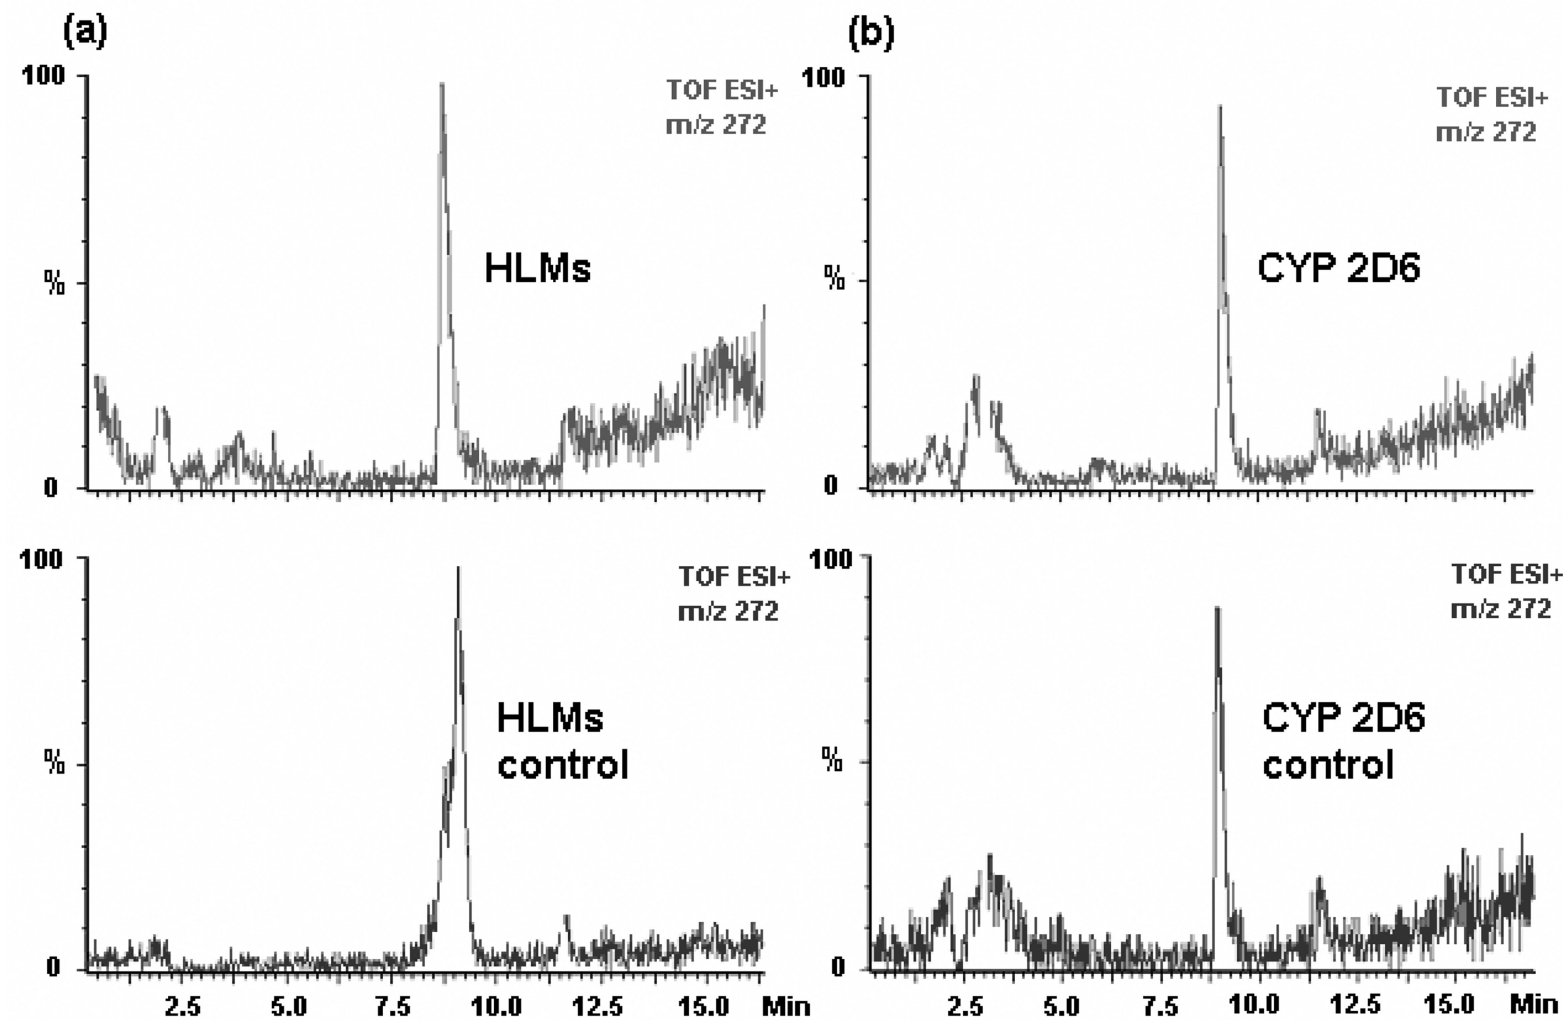 (a)
100
TOF ESI+
m/z 272
HLMs
%
0
(b)
100
TOF ESI+
m/z 272
CYP 2D6
%
0
100
TOF ESI+
m/z 272
HLMs
control
%
0
2.5 5.0 7.5 10.0 12.5 15.0 Min
100
TOF ESI+
m/z 272
CYP 2D6
control
%
0
2.5 5.0 7.5 10.0 12.5 15.0 Min